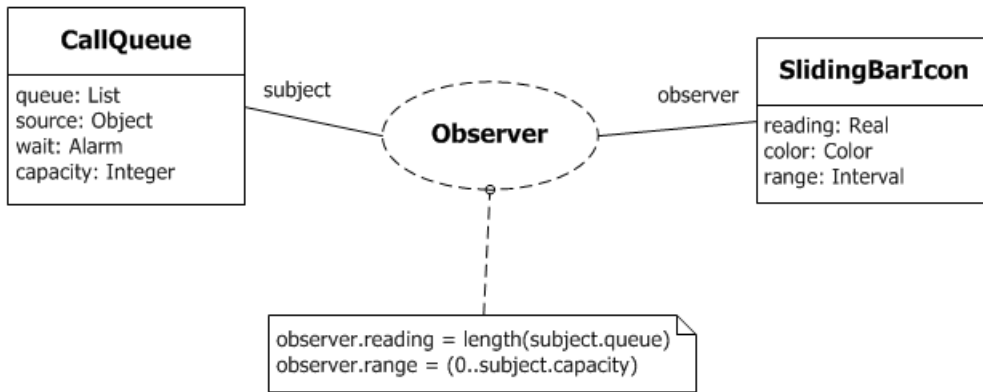 CallQueue
queue: List
source: Object
wait: Alarm
capacity: Integer
subject
Observer
observer
SlidingBarIcon
reading: Real
color: Color
range: Interval
observer.reading = length(subject.queue)
observer.range = (0..subject.capacity)